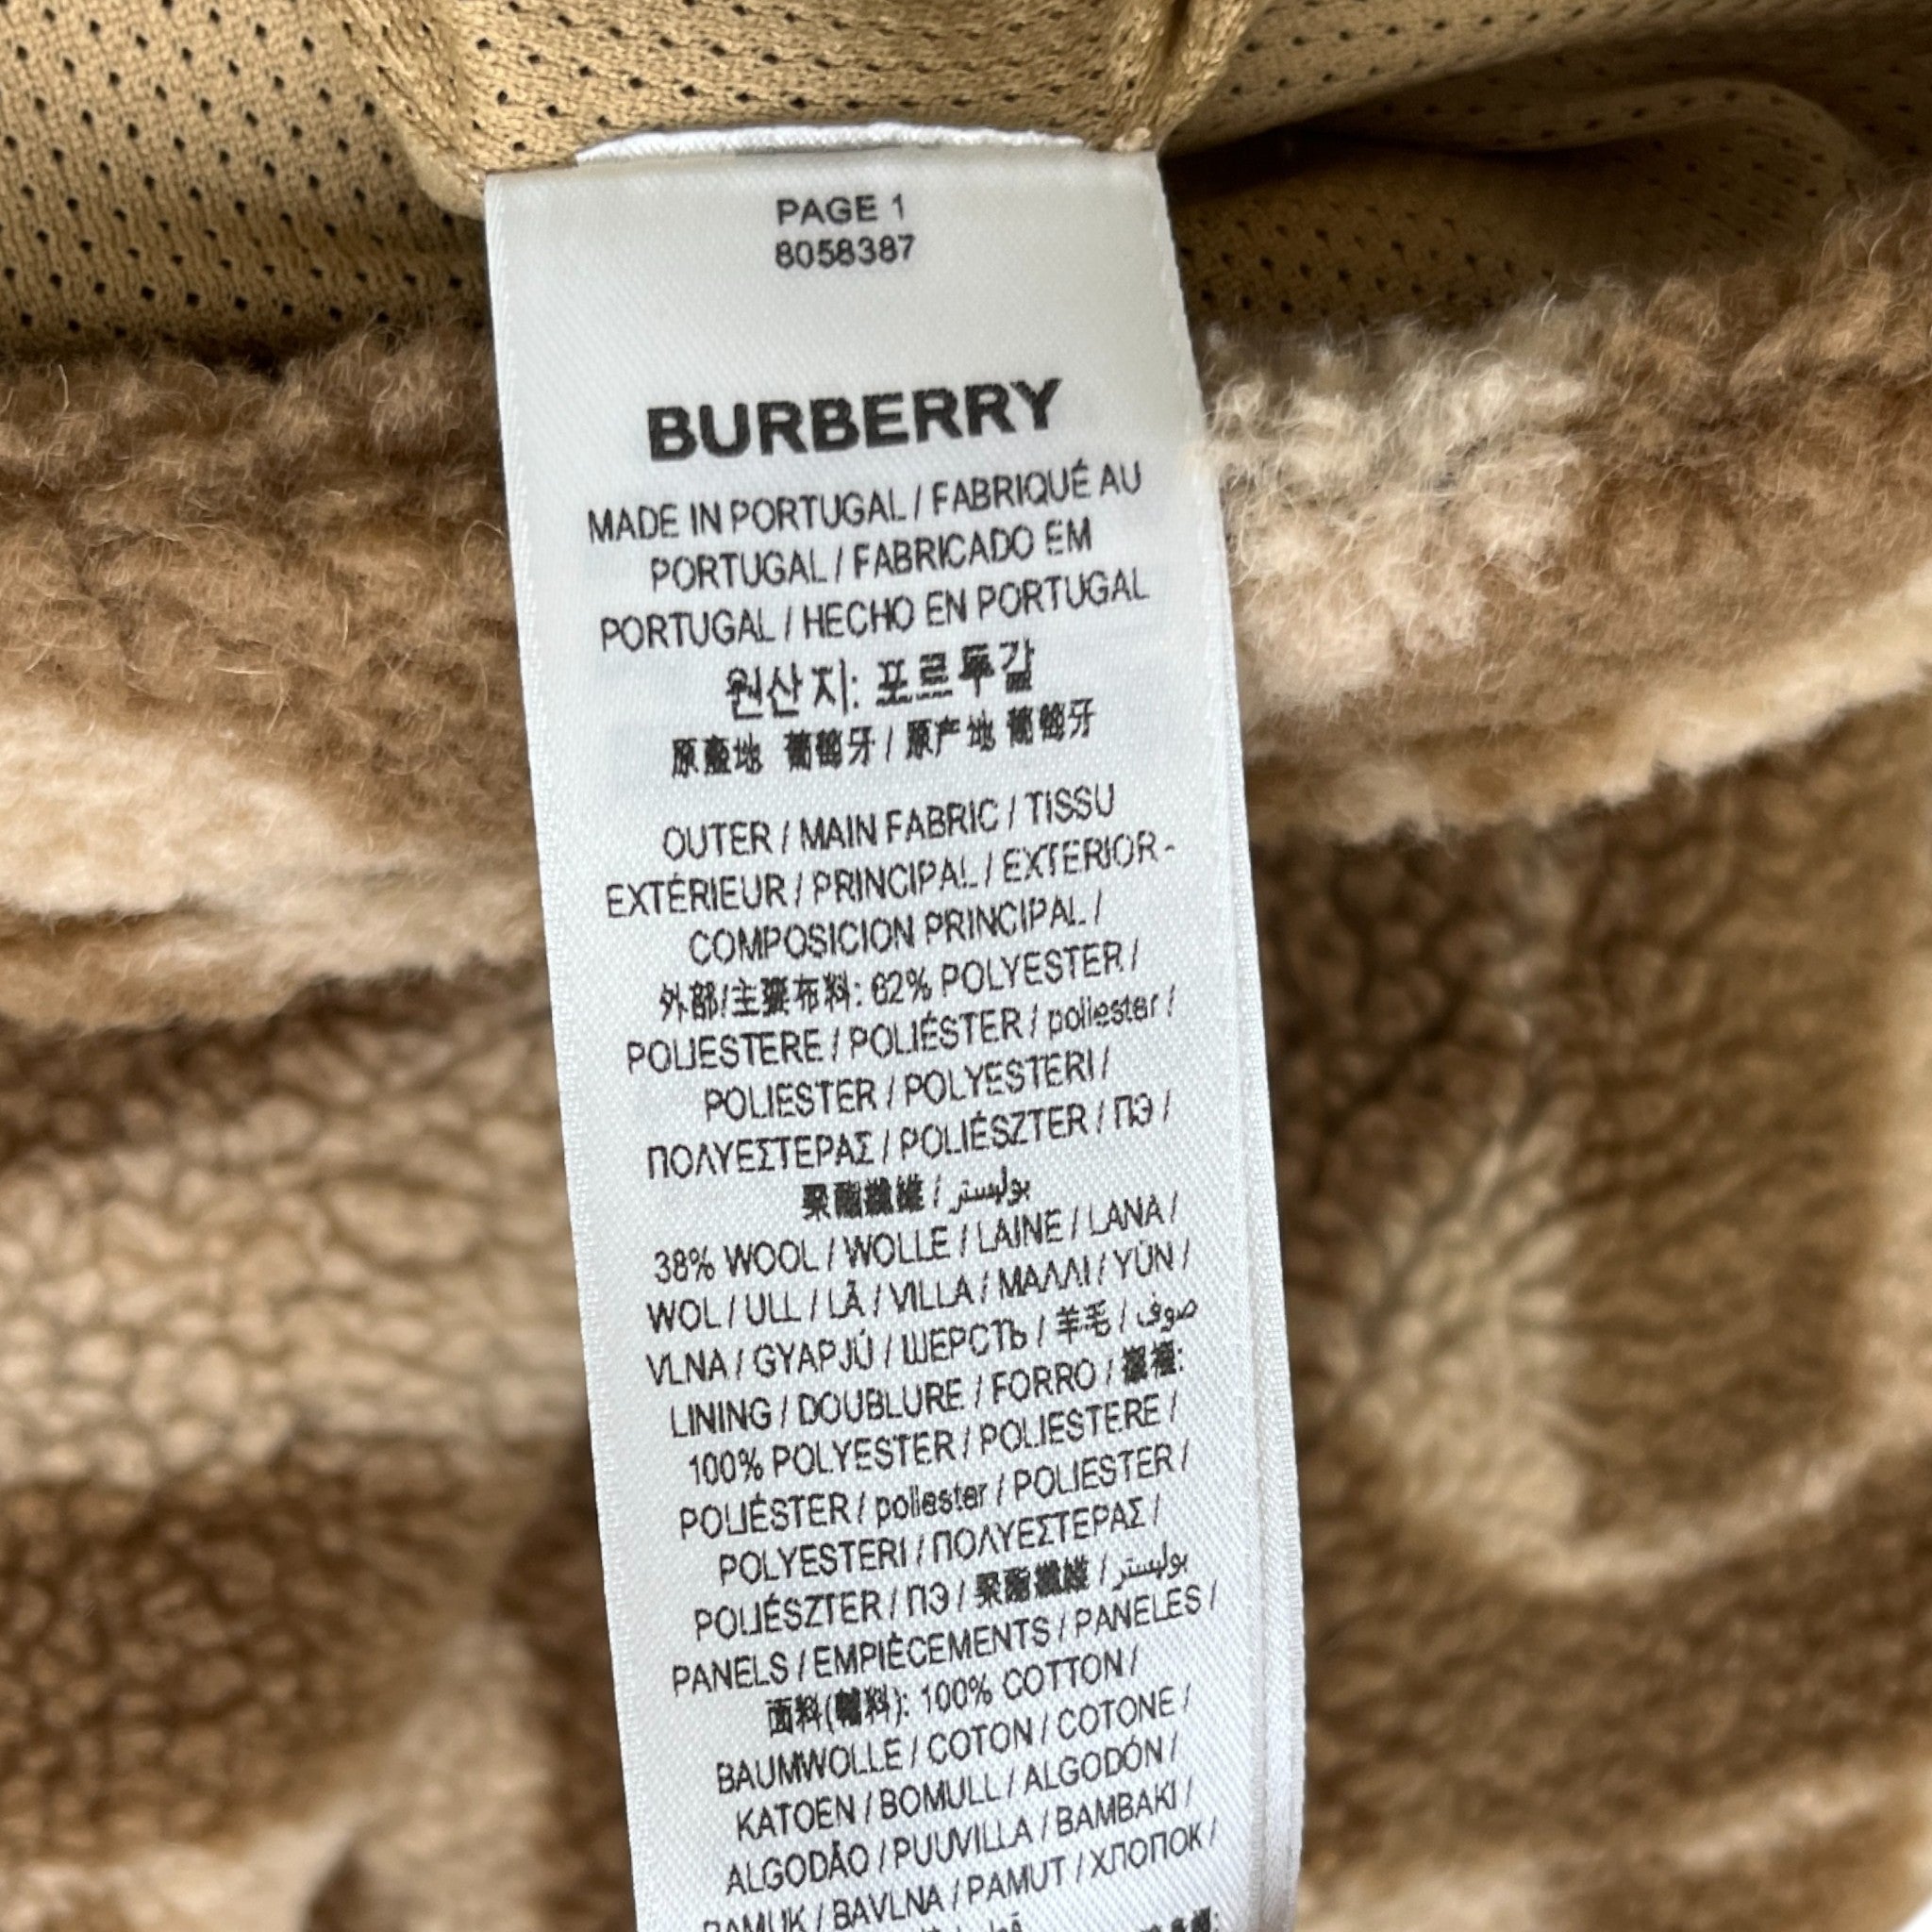 PAGE 1
8058387
BURBERRY
MADE IN PORTUGAL / FABRIQUÉ AU
PORTUGAL / FABRICADO EM
PORTUGAL / HECHO EN PORTUGAL
원산지: 포르투갈
原產地 葡萄牙 / 原产地 葡萄牙
OUTER / MAIN FABRIC / TISSU
EXTÉRIEUR / PRINCIPAL / EXTERIOR -
COMPOSICION PRINCIPAL /
外部/主要布料: 62% POLYESTER /
POLIESTERE / POLIÉSTER / poliester /
POLIESTER / POLYESTERI /
ΠΟΛΥΕΣΤΕΡΑΣ / POLIÉSZTER / ПЭ /
聚酯纖維 / بوليستر
38% WOOL / WOLLE / LAINE / LANA /
WOL / ULL / LÃ / VILLA / ΜΑΛΛΙ / YÜN /
VLNA / GYAPJÚ / ШЕРСТЬ / 羊毛 / صوف
LINING / DOUBLURE / FORRO /
100% POLYESTER / POLIESTERE /
POLIÉSTER / poliester / POLIESTER /
POLYESTERI / ΠΟΛΥΕΣΤΕΡΑΣ /
POLIÉSZTER / ПЭ / 聚酯纖維 / بوليستر
PANELS / EMPIÈCEMENTS / PANELES /
面料(輔料): 100% COTTON /
BAUMWOLLE / COTON / COTONE /
KATOEN / BOMULL / ALGODÓN /
ALGODÃO / PUUVILLA / BAMBAKI /
PAMUK / BAVLNA / PAMUT / ХЛОПОК /